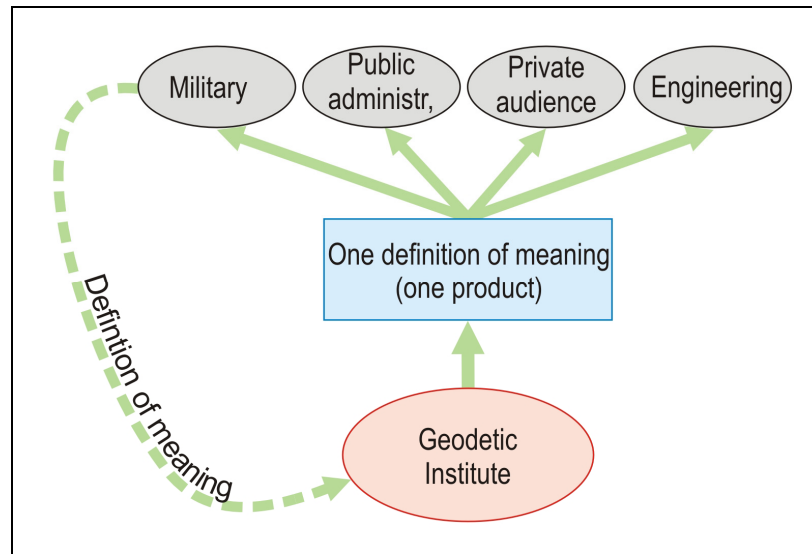 Military
Public
administr,
Private
audience
Engineering
One definition of meaning
(one product)
Defintion of meaning
Geodetic
Institute